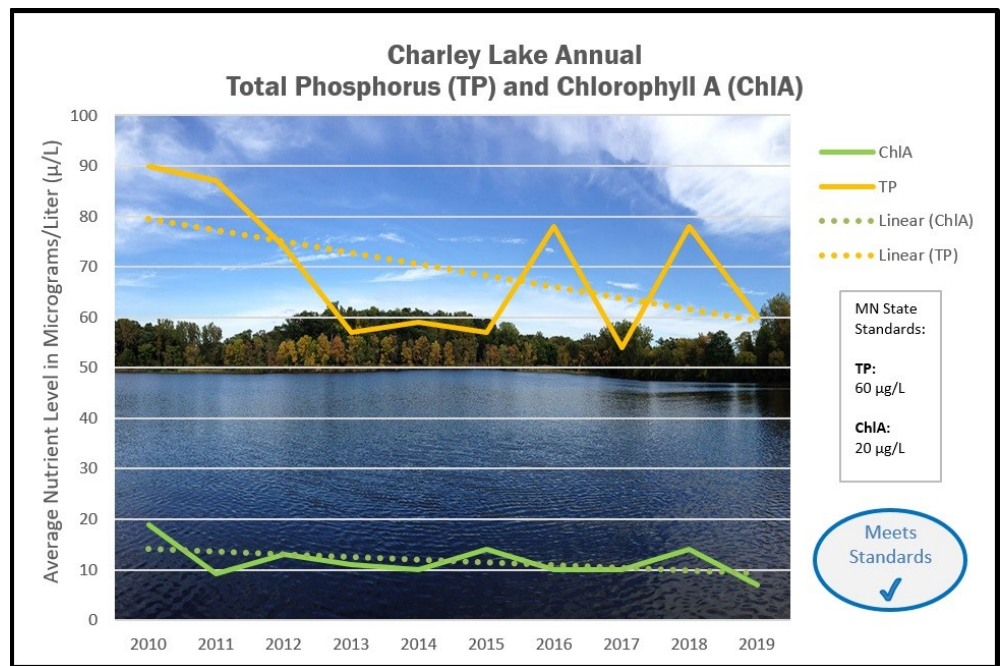 Charley Lake Annual
Total Phosphorus (TP) and Chlorophyll A (ChlA)
Average Nutrient Level in Micrograms/Liter (µ/L)
100
90
80
70
60
50
40
30
20
10
0
2010 2011 2012 2013 2014 2015 2016 2017 2018 2019
ChlA
TP
Linear (ChlA)
Linear (TP)
MN State
Standards:
TP:
60 µg/L
ChlA:
20 µg/L
Meets
Standards